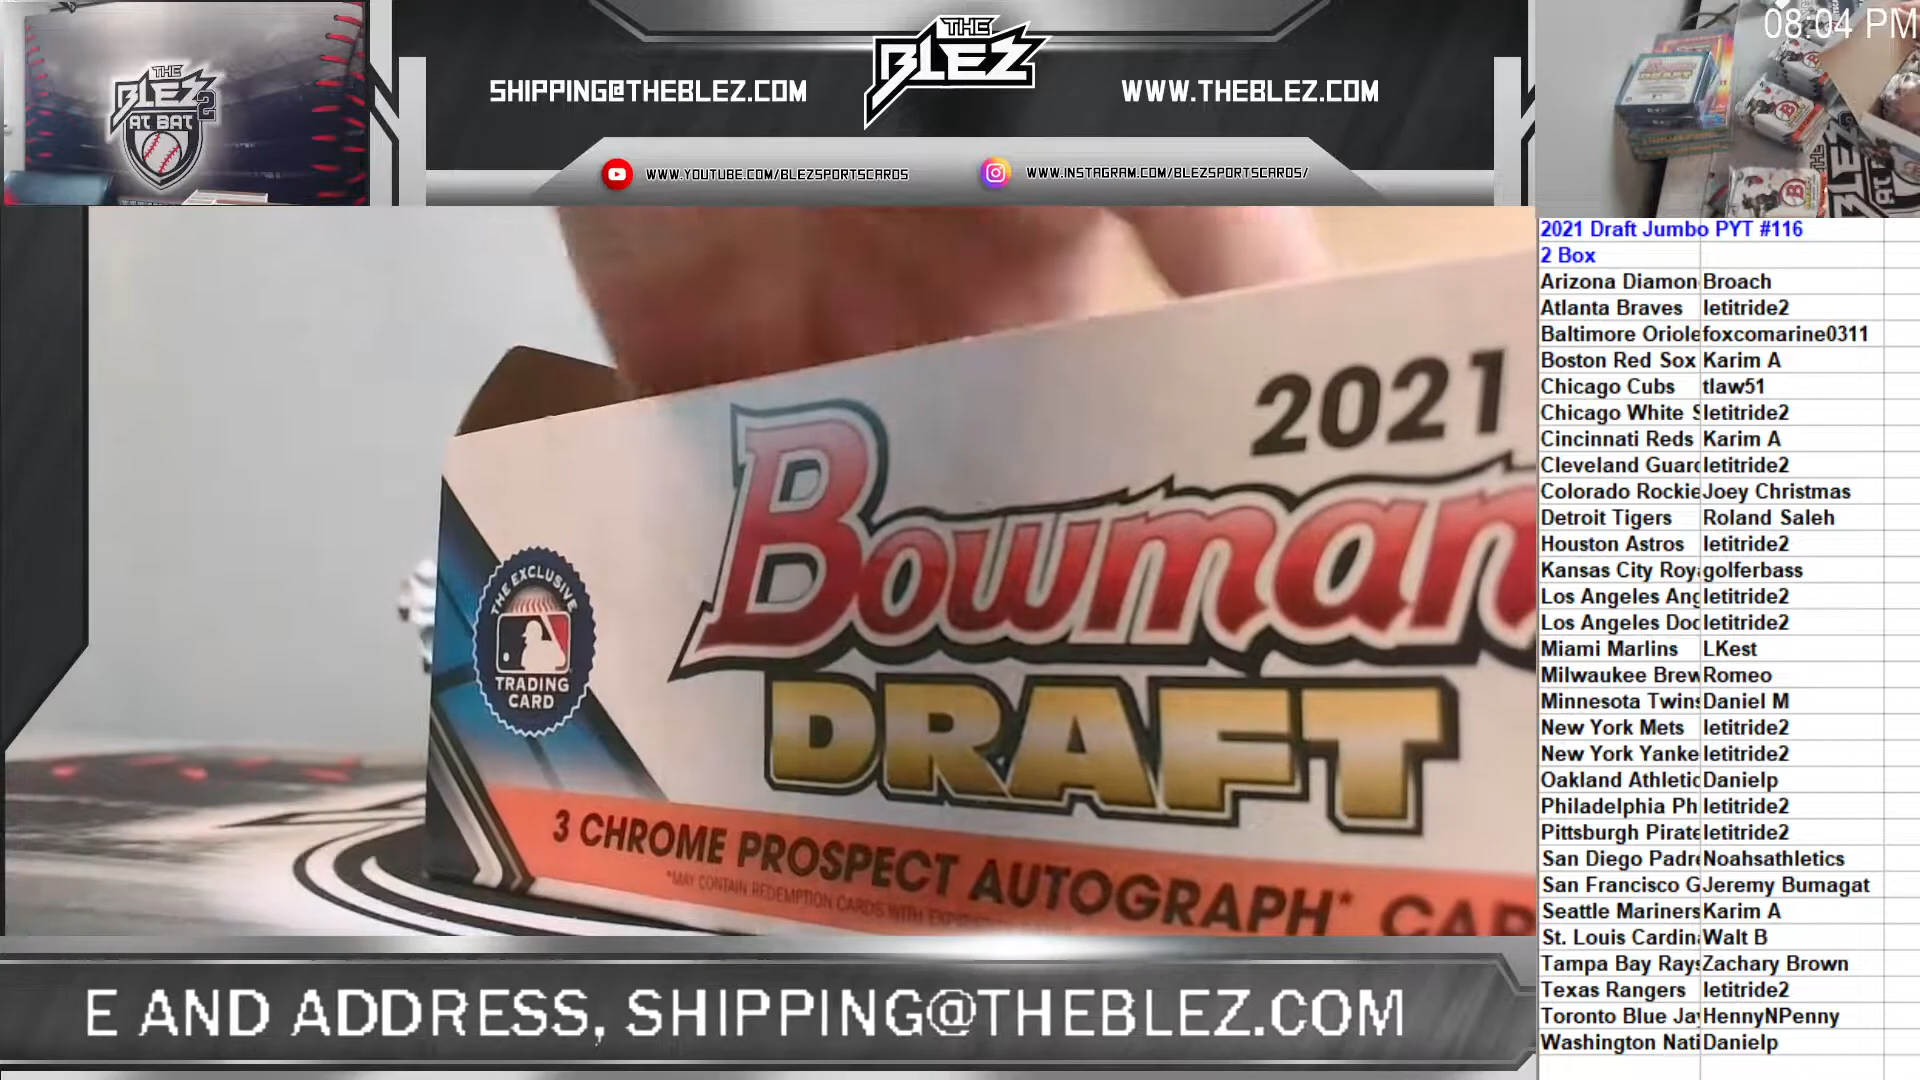 THE
BLEZ 2
AT BAT
SHIPPING@THEBLEZ.COM
THE
BLEZ
WWW.THEBLEZ.COM
WWW.YOUTUBE.COM/BLEZSPORTSCARDS
WWW.INSTAGRAM.COM/BLEZSPORTSCARDS/
08:04 PM
Bowman
DRAFT
2021
Bowman
DRAFT
THE EXCLUSIVE
TRADING
CARD
3 CHROME PROSPECT AUTOGRAPH* CAR
*MAY CONTAIN REDEMPTION CARDS WITH
E AND ADDRESS, SHIPPING@THEBLEZ.COM
2021 Draft Jumbo PYT #116
2 Box
Arizona Diamon Broach
Atlanta Braves letitride2
Baltimore Oriole foxcomarine0311
Boston Red Sox Karim A
Chicago Cubs tlaw51
Chicago White S letitride2
Cincinnati Reds Karim A
Cleveland Guard letitride2
Colorado Rockie Joey Christmas
Detroit Tigers Roland Saleh
Houston Astros letitride2
Kansas City Roya golferbass
Los Angeles Ang letitride2
Los Angeles Dod letitride2
Miami Marlins LKest
Milwaukee Brew Romeo
Minnesota Twins Daniel M
New York Mets letitride2
New York Yanke letitride2
Oakland Athletic Danielp
Philadelphia Ph letitride2
Pittsburgh Pirate letitride2
San Diego Padre Noahsathletics
San Francisco G Jeremy Bumagat
Seattle Mariners Karim A
St. Louis Cardina Walt B
Tampa Bay Rays Zachary Brown
Texas Rangers letitride2
Toronto Blue Jay HennyNPenny
Washington Nati Danielp